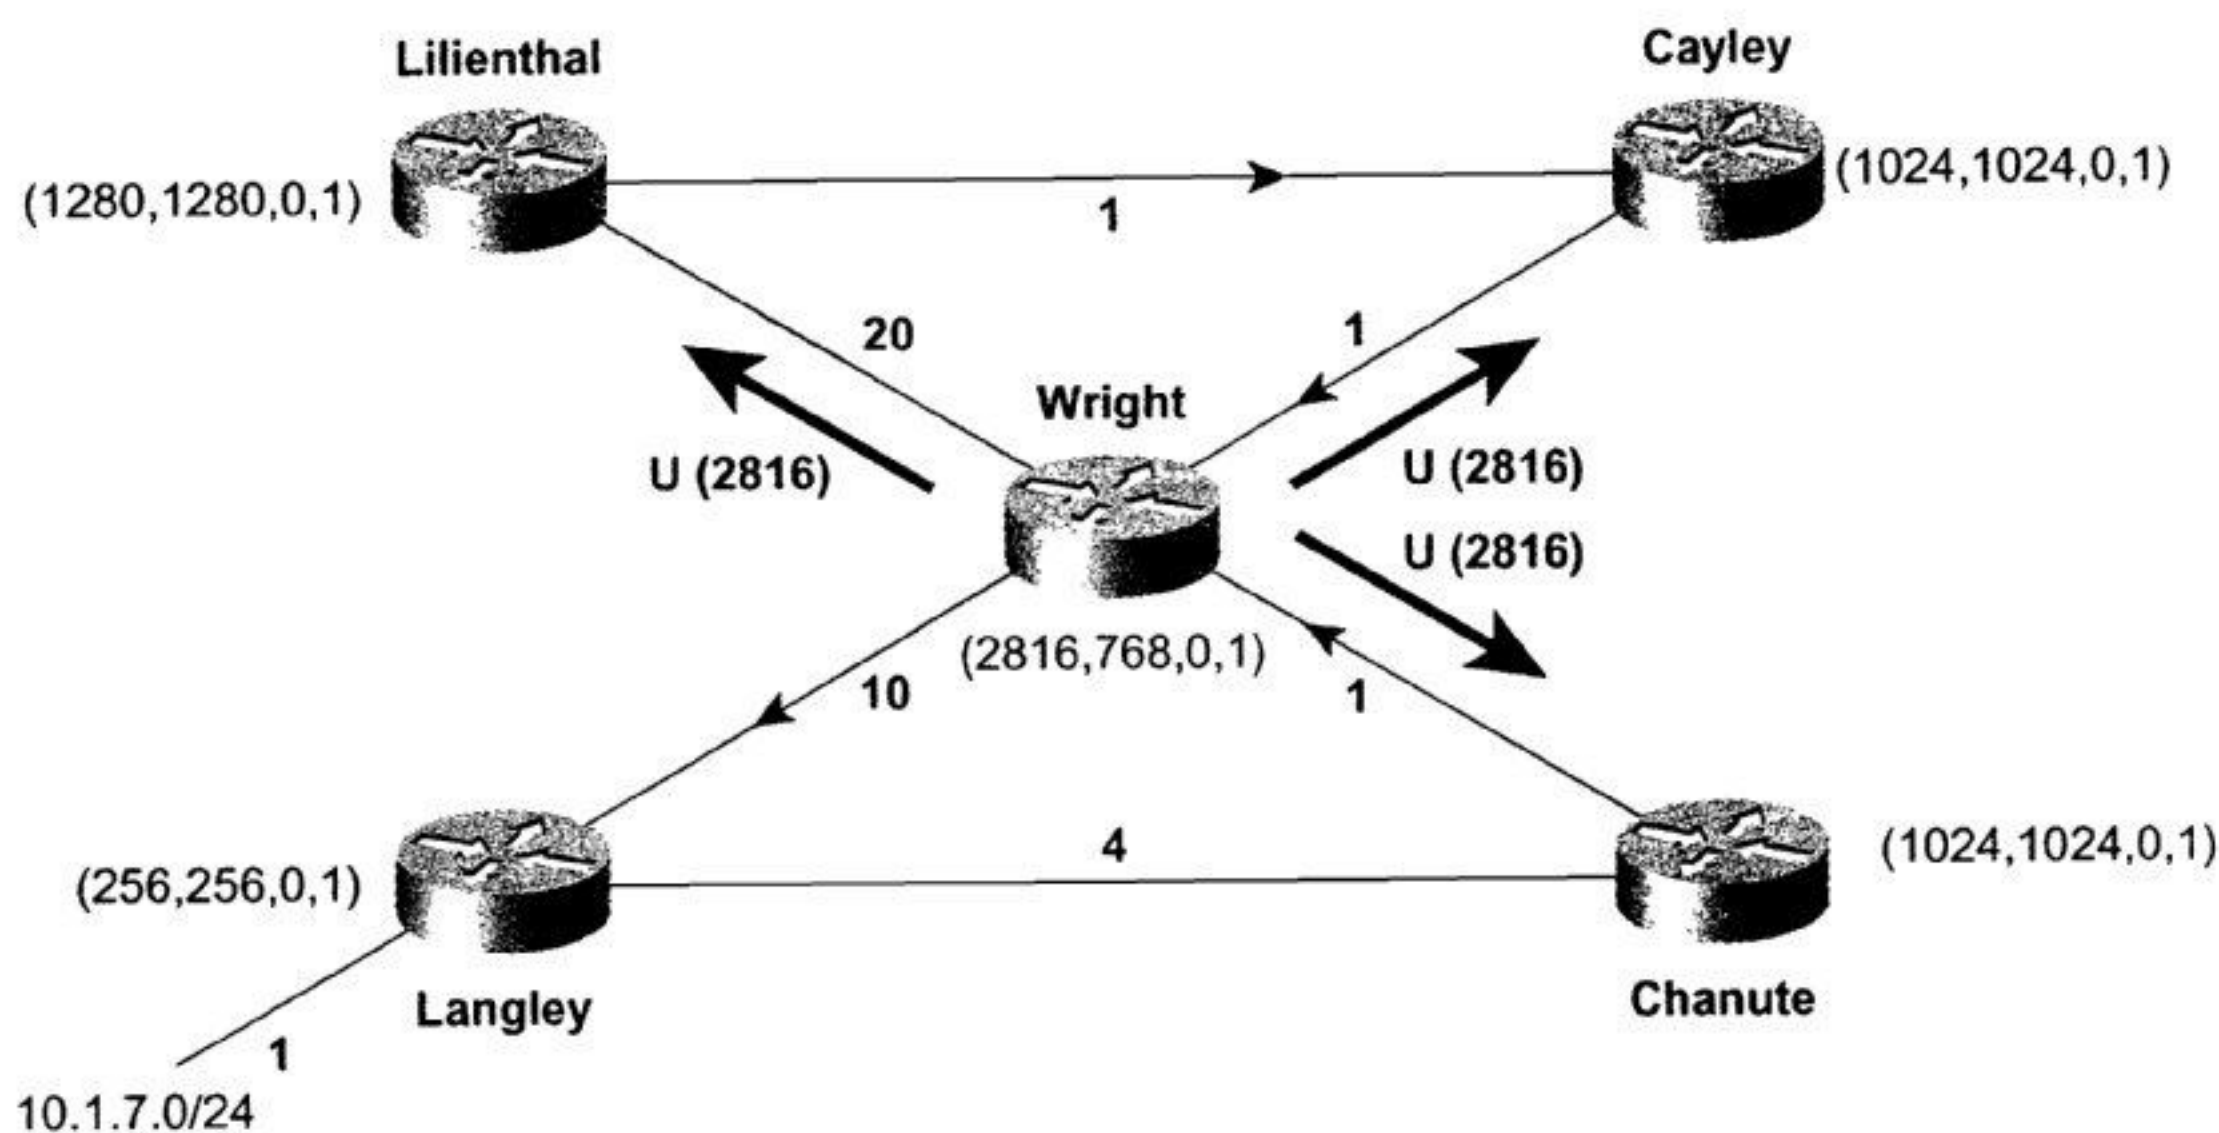 Lilienthal
Cayley
(1280,1280,0,1)
(1024,1024,0,1)
1
20
1
Wright
U (2816)
U (2816)
U (2816)
(2816,768,0,1)
10
1
4
(256,256,0,1)
(1024,1024,0,1)
Langley
Chanute
1
10.1.7.0/24